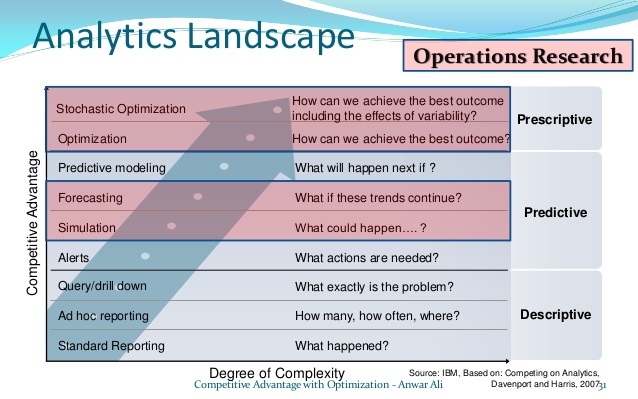 Analytics Landscape
Operations Research
Competitive Advantage
Stochastic Optimization
How can we achieve the best outcome
including the effects of variability?
Prescriptive
Optimization
How can we achieve the best outcome?
Predictive modeling
What will happen next if ?
Forecasting
What if these trends continue?
Predictive
Simulation
What could happen.... ?
Alerts
What actions are needed?
Query/drill down
What exactly is the problem?
Ad hoc reporting
How many, how often, where?
Descriptive
Standard Reporting
What happened?
Degree of Complexity
Source: IBM, Based on: Competing on Analytics,
Davenport and Harris, 2007
Competitive Advantage with Optimization - Anwar Ali
31